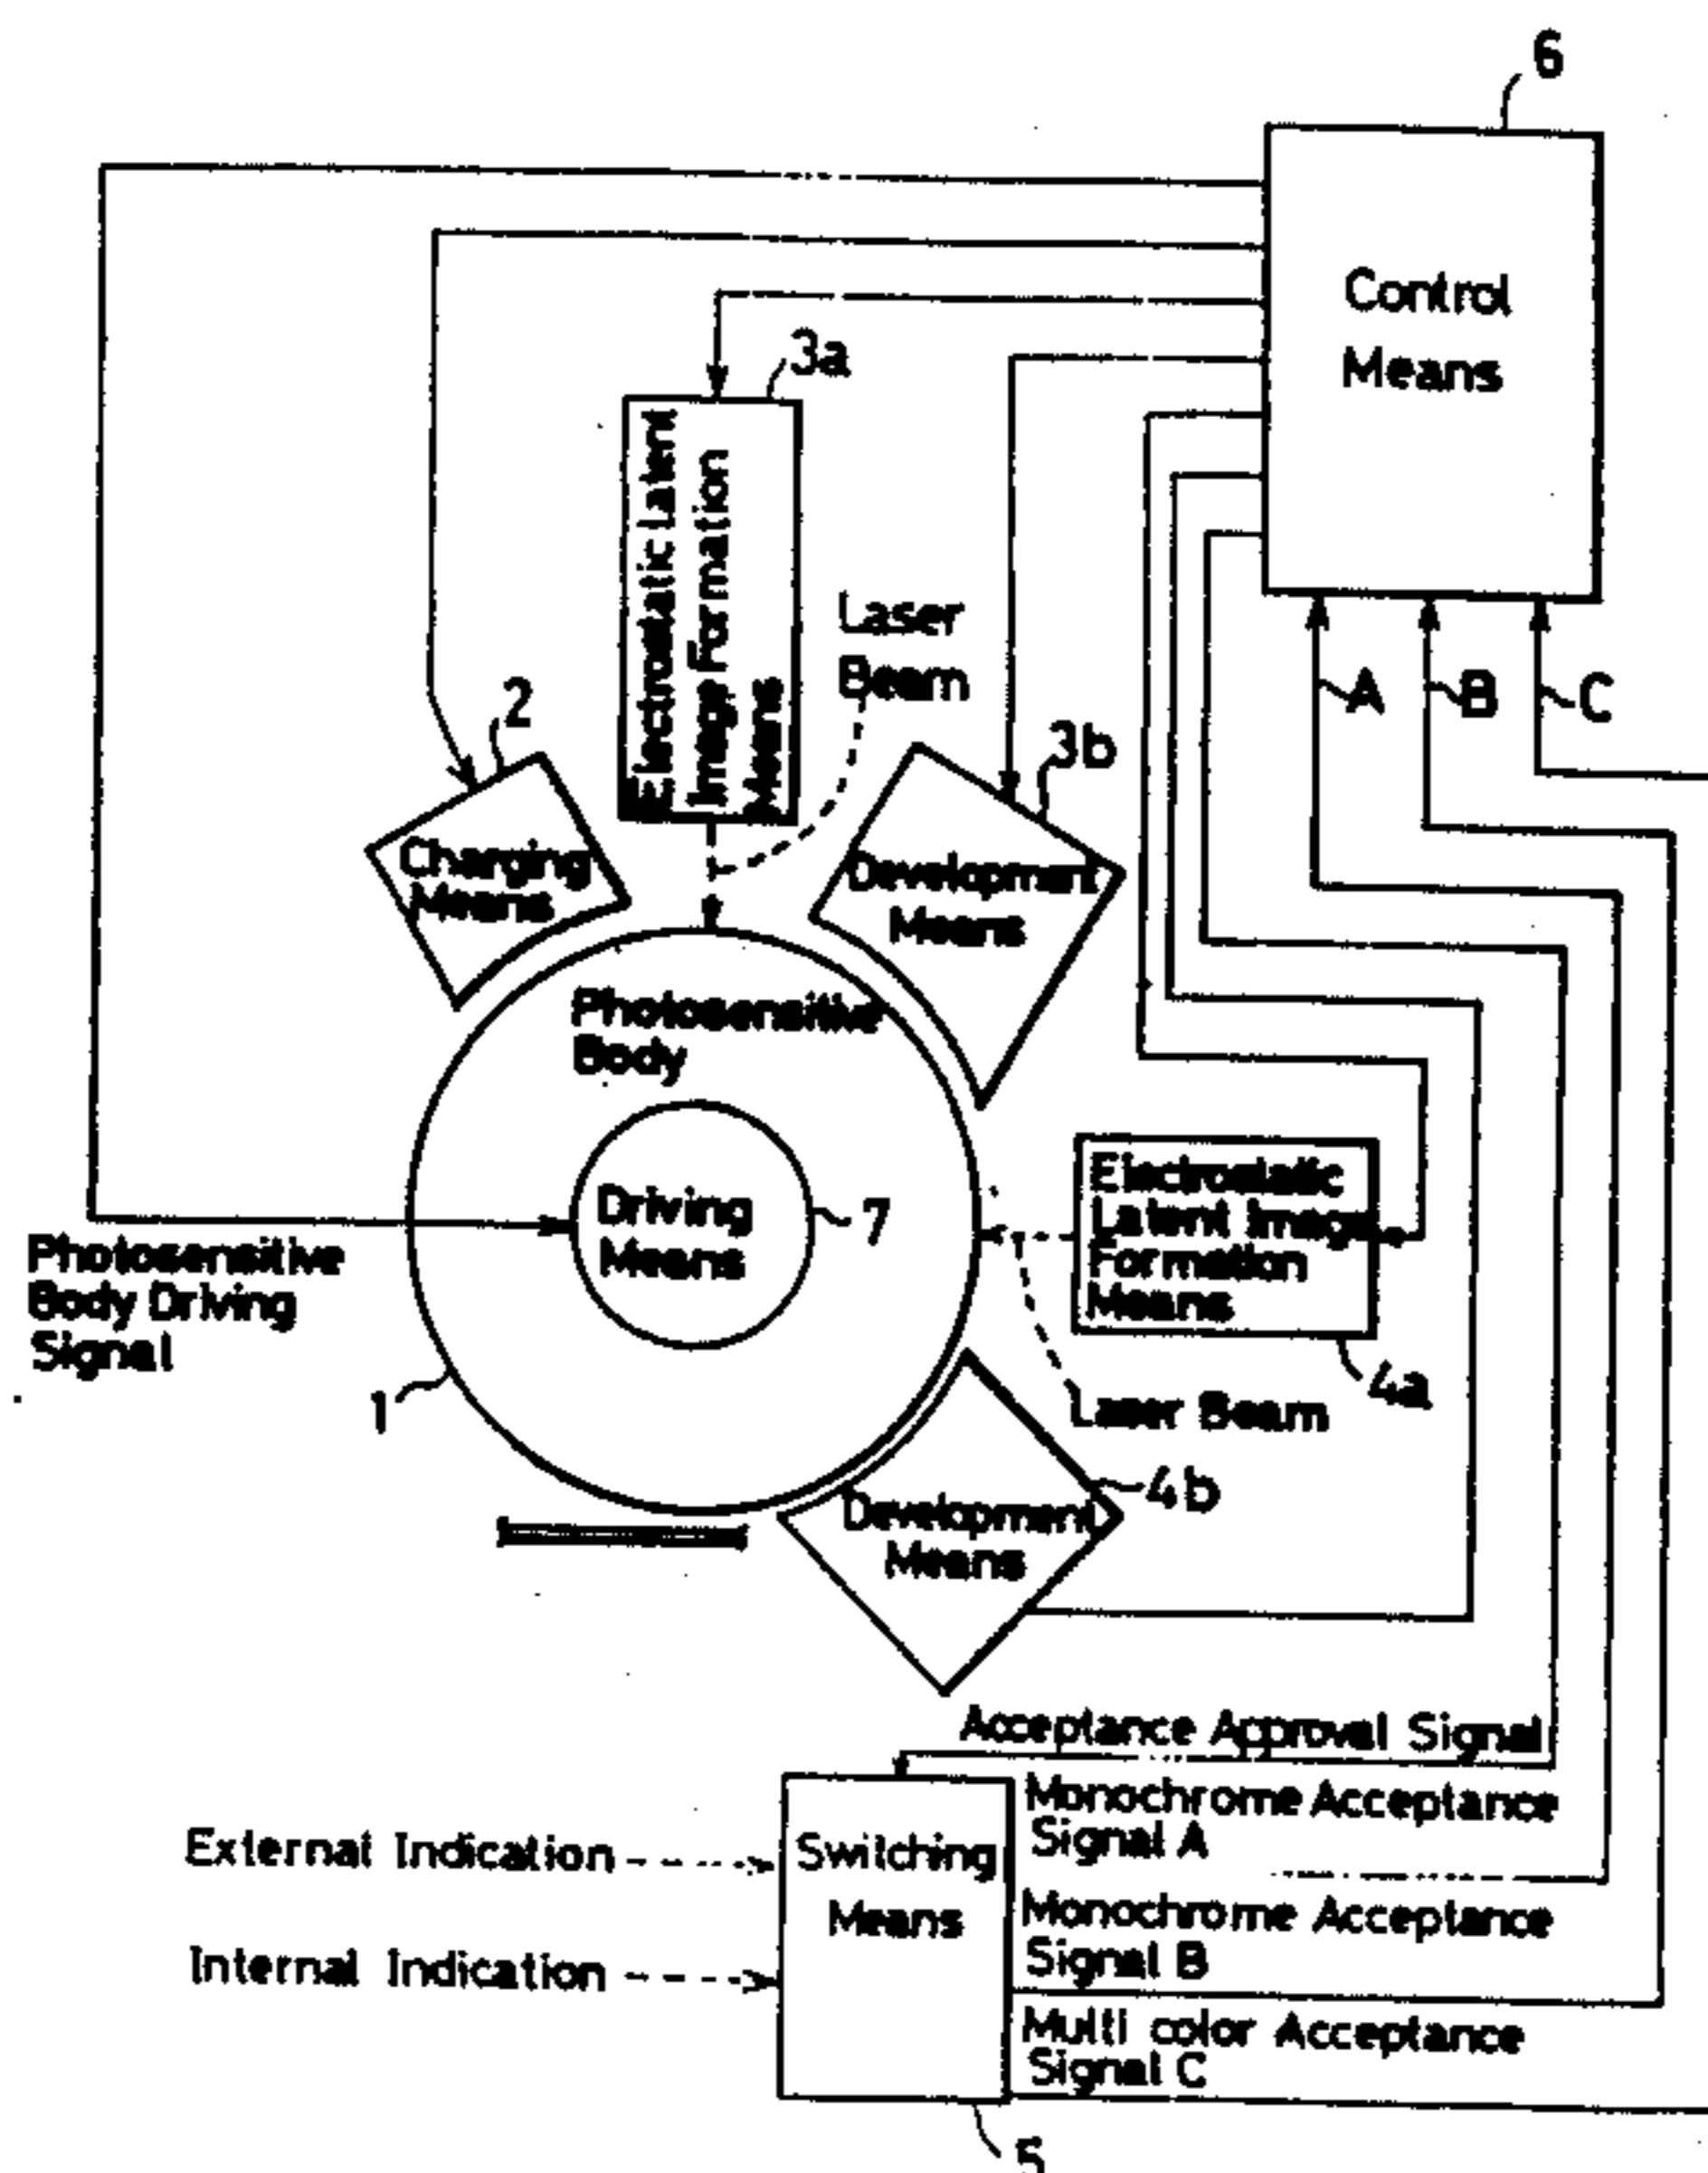 6
Control
Means
3a
Electrostatic Latent
Image Formation
Means
Laser
Beam
A
B
C
2
3b
Charging
Means
Development
Means
Photosensitive
Body
Driving
Means
7
Electrostatic
Latent Image
Formation
Means
Photosensitive
Body Driving
Signal
1
4a
Laser Beam
4b
Development
Means
Acceptance Approval Signal
Monochrome Acceptance
Signal A
External Indication
Switching
Means
Monochrome Acceptance
Signal B
Internal Indication
Multi color Acceptance
Signal C
5